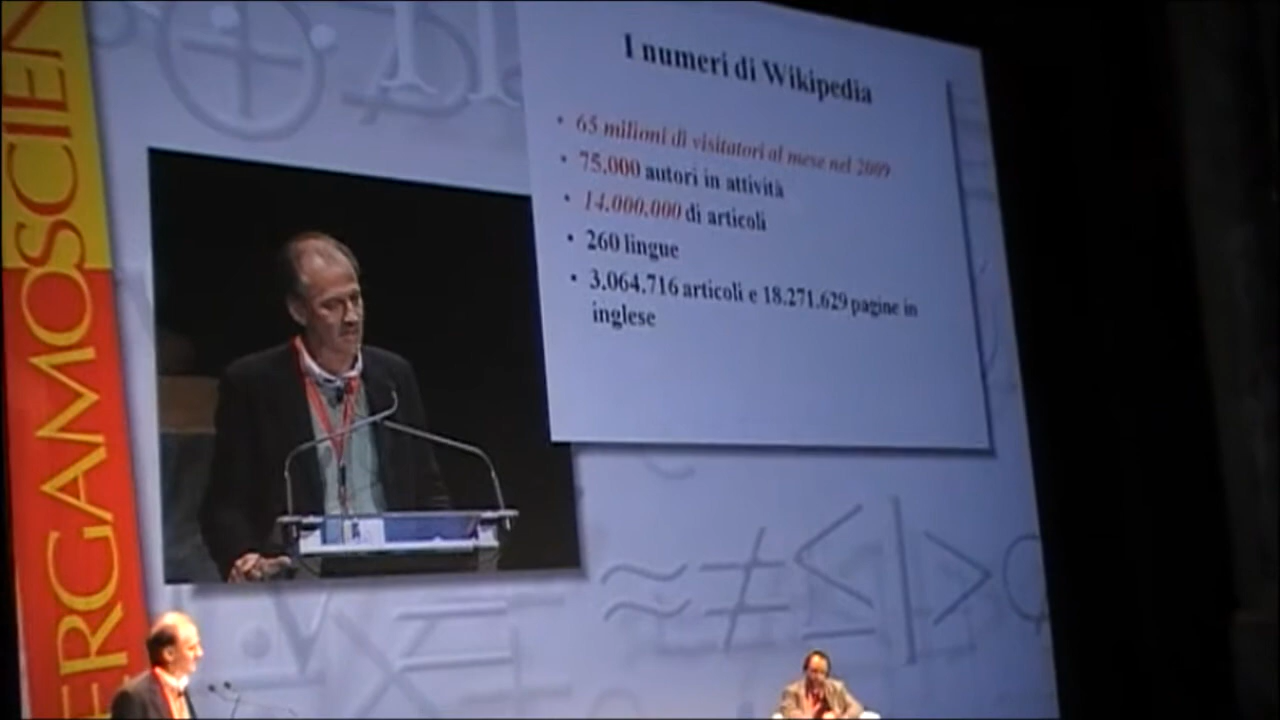 ERGAMOSCIEN
I numeri di Wikipedia
• 65 milioni di visitatori al mese nel 2009
• 75.000 autori in attività
• 14.000.000 di articoli
• 260 lingue
• 3.064.716 articoli e 18.271.629 pagine in
inglese
≈≠≤|>